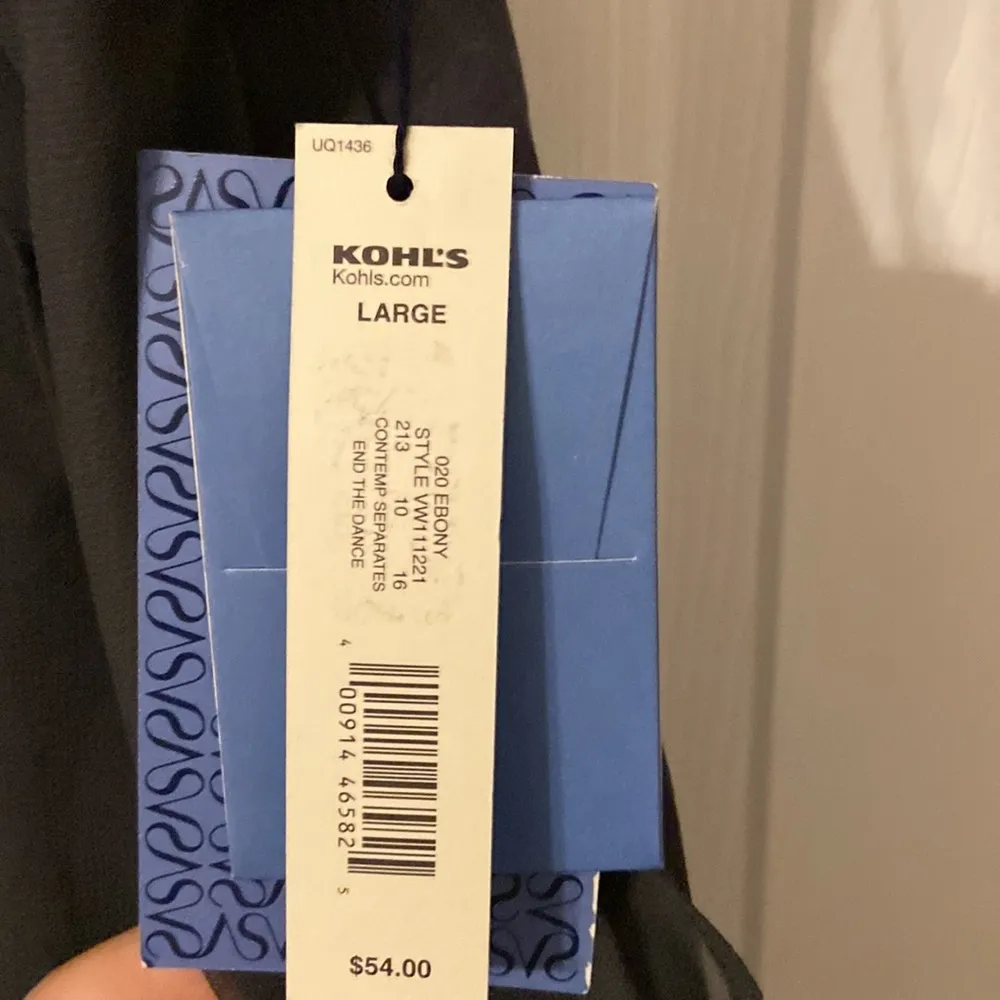 UQ1436
KOHL'S
Kohls.com
LARGE
020 EBONY
STYLE VW111221
213 10 16
CONTEMP SEPARATES
END THE DANCE
4 00914 46582 5
$54.00